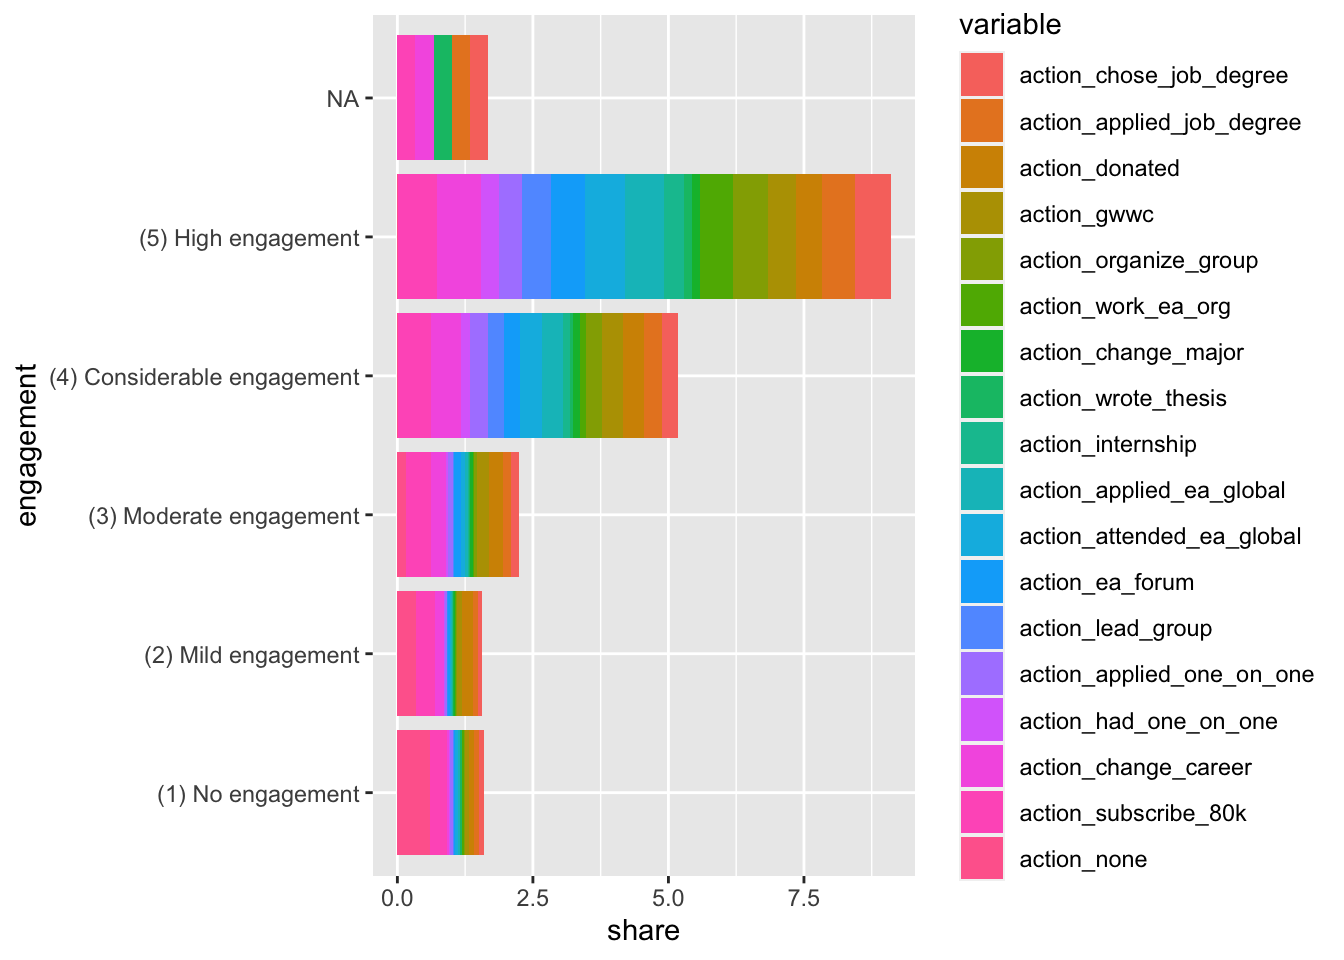 engagement
NA
(5) High engagement
(4) Considerable engagement
(3) Moderate engagement
(2) Mild engagement
(1) No engagement
0.0 2.5 5.0 7.5
share
variable
action_chose_job_degree
action_applied_job_degree
action_donated
action_gwwc
action_organize_group
action_work_ea_org
action_change_major
action_wrote_thesis
action_internship
action_applied_ea_global
action_attended_ea_global
action_ea_forum
action_lead_group
action_applied_one_on_one
action_had_one_on_one
action_change_career
action_subscribe_80k
action_none